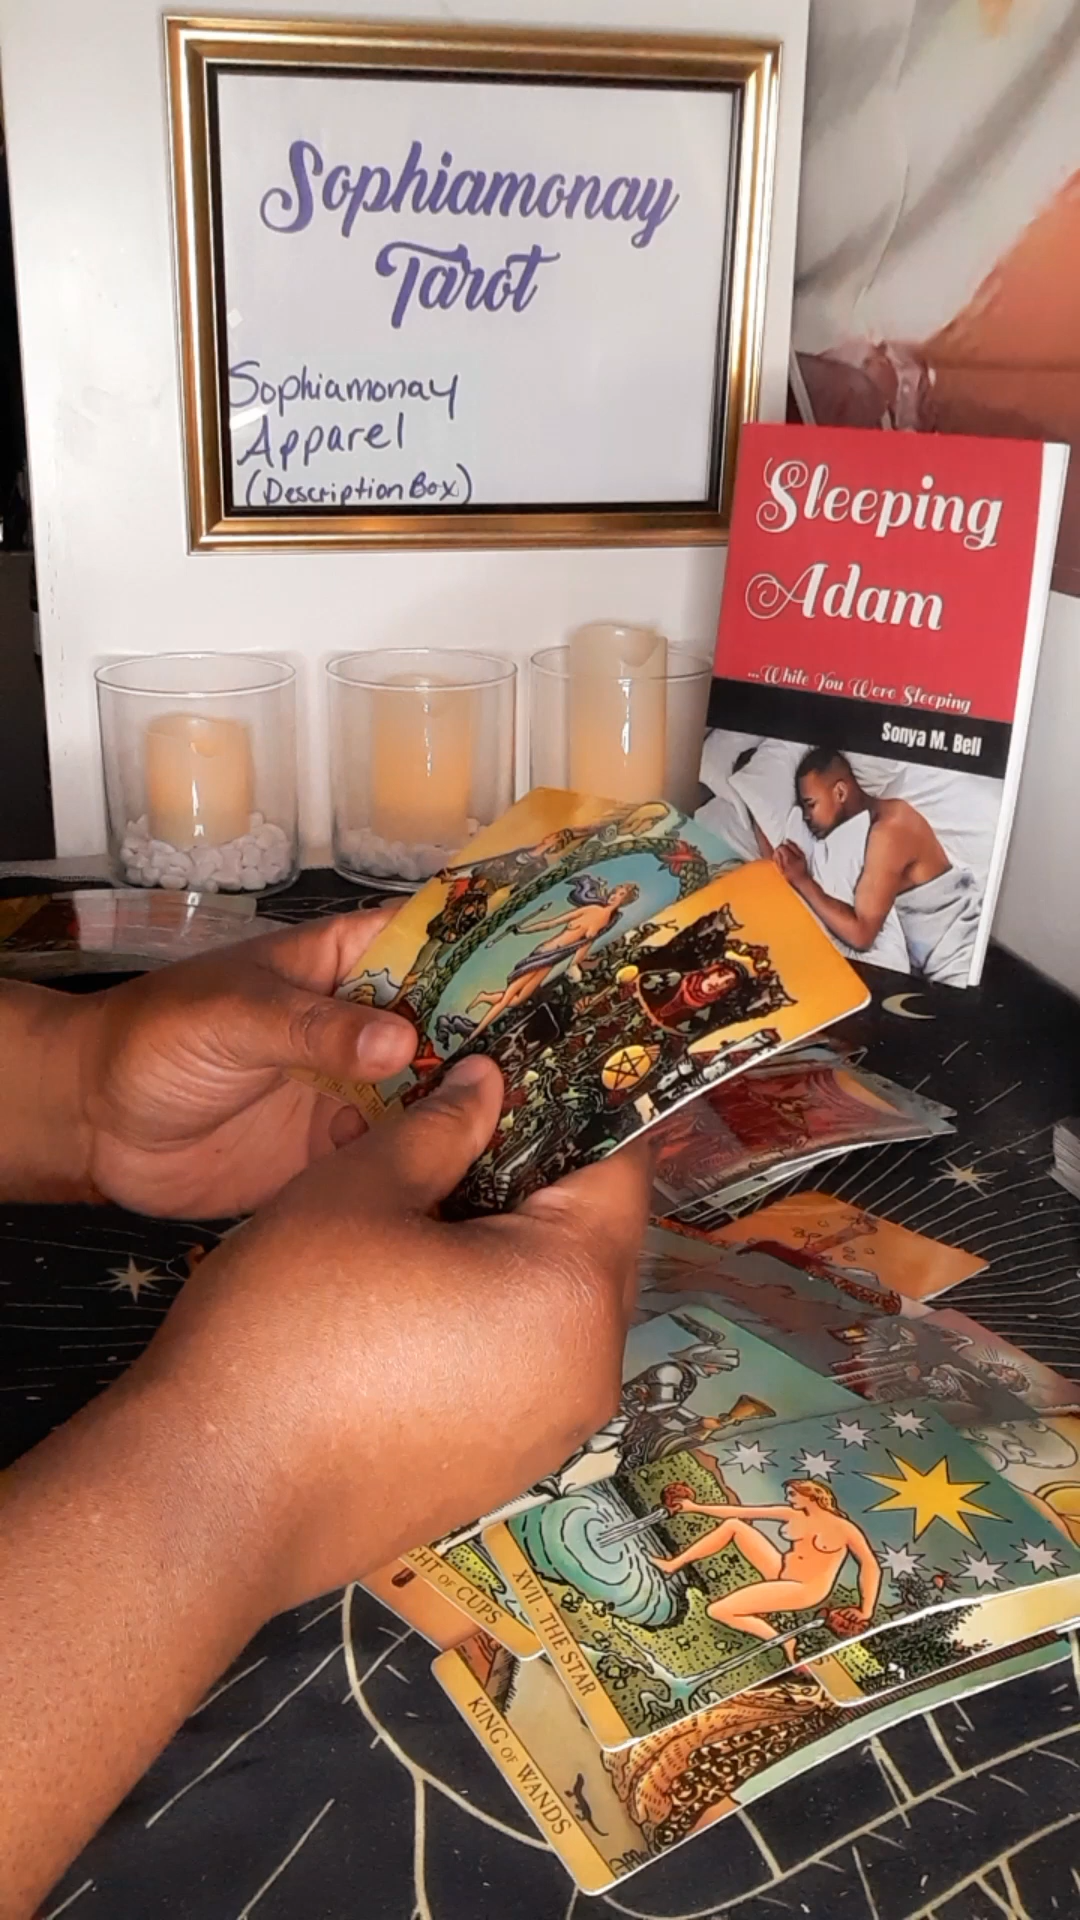 Sophiamonay
Tarot
Sophiamonay
Apparel
(Description Box)
Sleeping
Adam
...While You Were Sleeping
Sonya M. Bell
GHT OF CUPS
XVII · THE STAR
KING OF WANDS